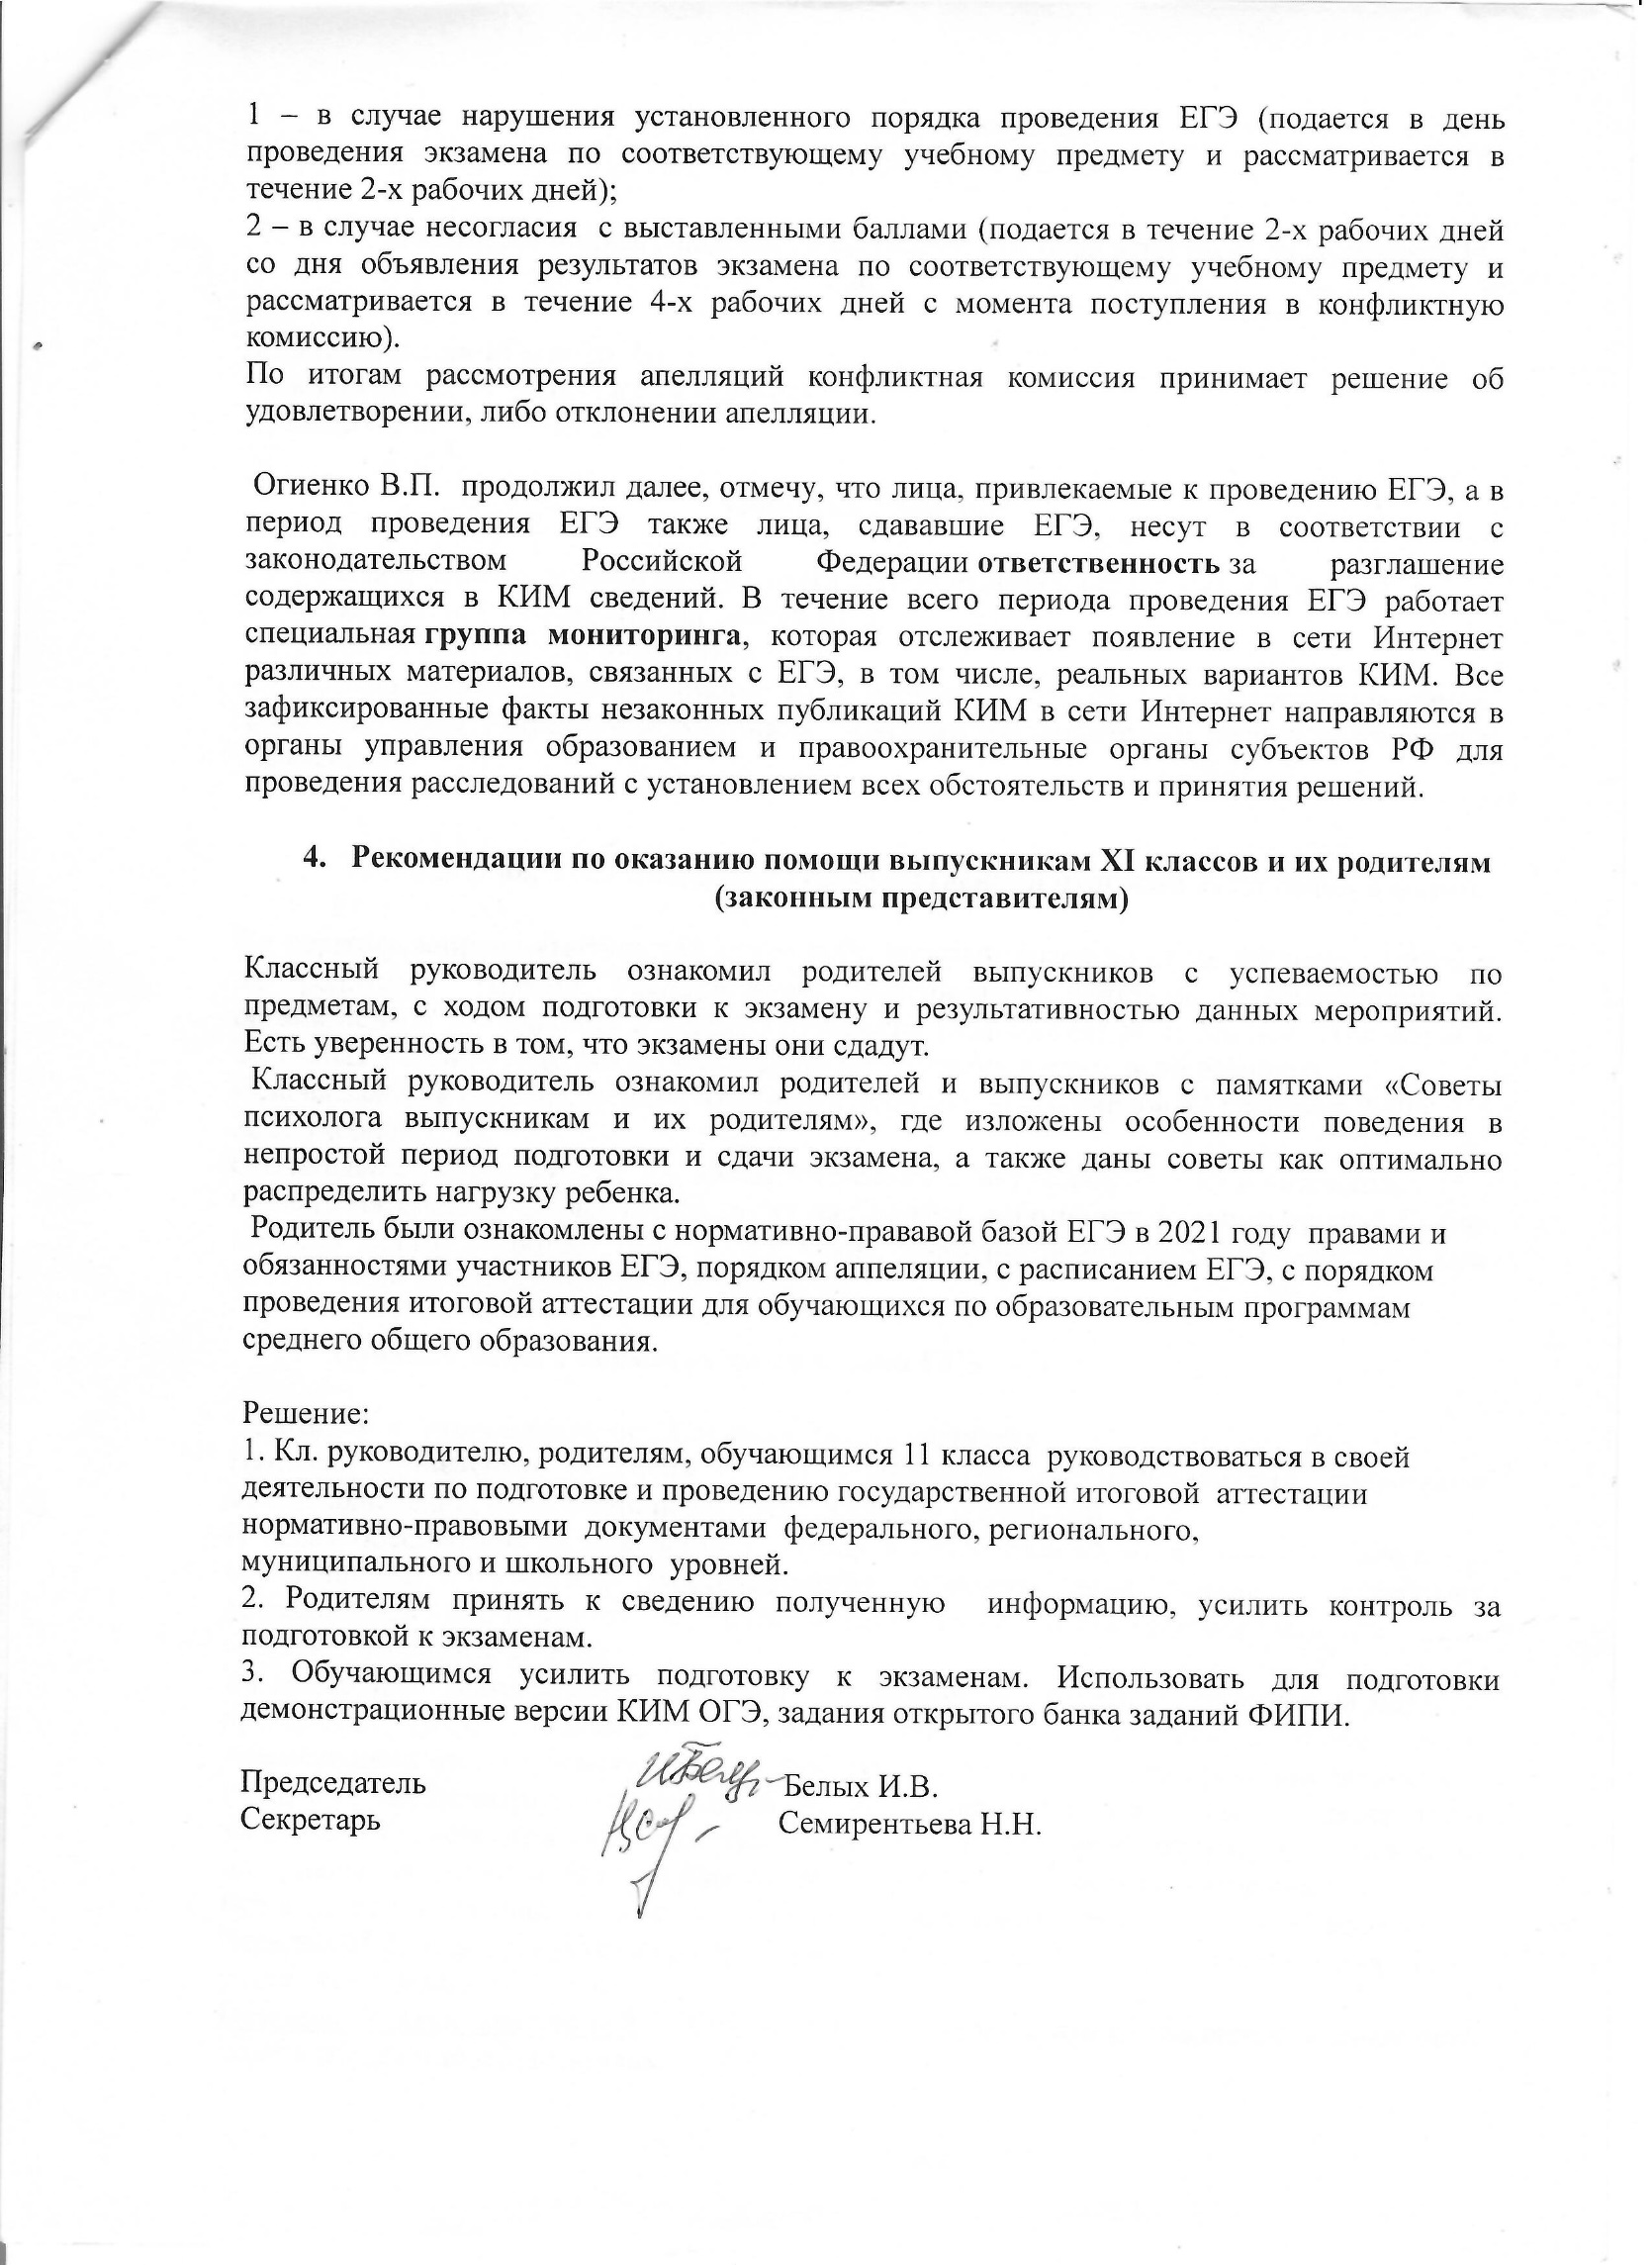 1 – в случае нарушения установленного порядка проведения ЕГЭ (подается в день
проведения экзамена по соответствующему учебному предмету и рассматривается в
течение 2-х рабочих дней);
2 – в случае несогласия с выставленными баллами (подается в течение 2-х рабочих дней
со дня объявления результатов экзамена по соответствующему учебному предмету и
рассматривается в течение 4-х рабочих дней с момента поступления в конфликтную
комиссию).
По итогам рассмотрения апелляций конфликтная комиссия принимает решение об
удовлетворении, либо отклонении апелляции.
Огиенко В.П. продолжил далее, отмечу, что лица, привлекаемые к проведению ЕГЭ, а в
период проведения ЕГЭ также лица, сдававшие ЕГЭ, несут в соответствии с
законодательством Российской Федерации ответственность за разглашение
содержащихся в КИМ сведений. В течение всего периода проведения ЕГЭ работает
специальная группа мониторинга, которая отслеживает появление в сети Интернет
различных материалов, связанных с ЕГЭ, в том числе, реальных вариантов КИМ. Все
зафиксированные факты незаконных публикаций КИМ в сети Интернет направляются в
органы управления образованием и правоохранительные органы субъектов РФ для
проведения расследований с установлением всех обстоятельств и принятия решений.
4. Рекомендации по оказанию помощи выпускникам XI классов и их родителям
(законным представителям)
Классный руководитель ознакомил родителей выпускников с успеваемостью по
предметам, с ходом подготовки к экзамену и результативностью данных мероприятий.
Есть уверенность в том, что экзамены они сдадут.
Классный руководитель ознакомил родителей и выпускников с памятками «Советы
психолога выпускникам и их родителям», где изложены особенности поведения в
непростой период подготовки и сдачи экзамена, а также даны советы как оптимально
распределить нагрузку ребенка.
Родитель были ознакомлены с нормативно-прававой базой ЕГЭ в 2021 году правами и
обязанностями участников ЕГЭ, порядком аппеляции, с расписанием ЕГЭ, с порядком
проведения итоговой аттестации для обучающихся по образовательным программам
среднего общего образования.
Решение:
1. Кл. руководителю, родителям, обучающимся 11 класса руководствоваться в своей
деятельности по подготовке и проведению государственной итоговой аттестации
нормативно-правовыми документами федерального, регионального,
муниципального и школьного уровней.
2. Родителям принять к сведению полученную информацию, усилить контроль за
подготовкой к экзаменам.
3. Обучающимся усилить подготовку к экзаменам. Использовать для подготовки
демонстрационные версии КИМ ОГЭ, задания открытого банка заданий ФИПИ.
Председатель Белых И.В.
Секретарь Семирентьева Н.Н.